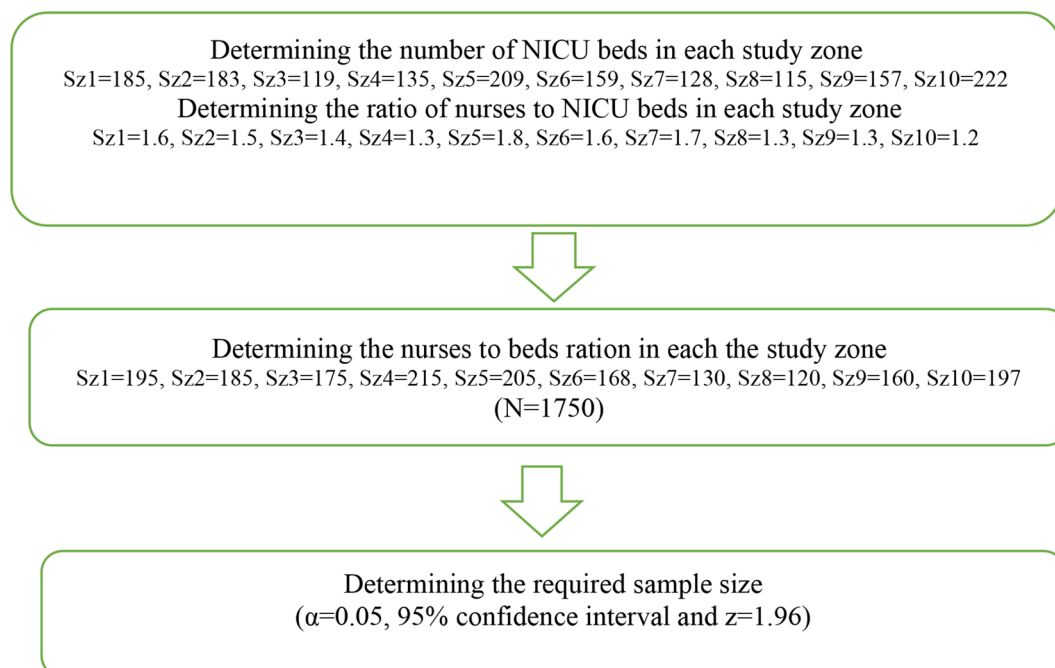 Determining the number of NICU beds in each study zone
Sz1=185, Sz2=183, Sz3=119, Sz4=135, Sz5=209, Sz6=159, Sz7=128, Sz8=115, Sz9=157, Sz10=222
Determining the ratio of nurses to NICU beds in each study zone
Sz1=1.6, Sz2=1.5, Sz3=1.4, Sz4=1.3, Sz5=1.8, Sz6=1.6, Sz7=1.7, Sz8=1.3, Sz9=1.3, Sz10=1.2
Determining the nurses to beds ration in each the study zone
Sz1=195, Sz2=185, Sz3=175, Sz4=215, Sz5=205, Sz6=168, Sz7=130, Sz8=120, Sz9=160, Sz10=197
(N=1750)
Determining the required sample size
(α=0.05, 95% confidence interval and z=1.96)